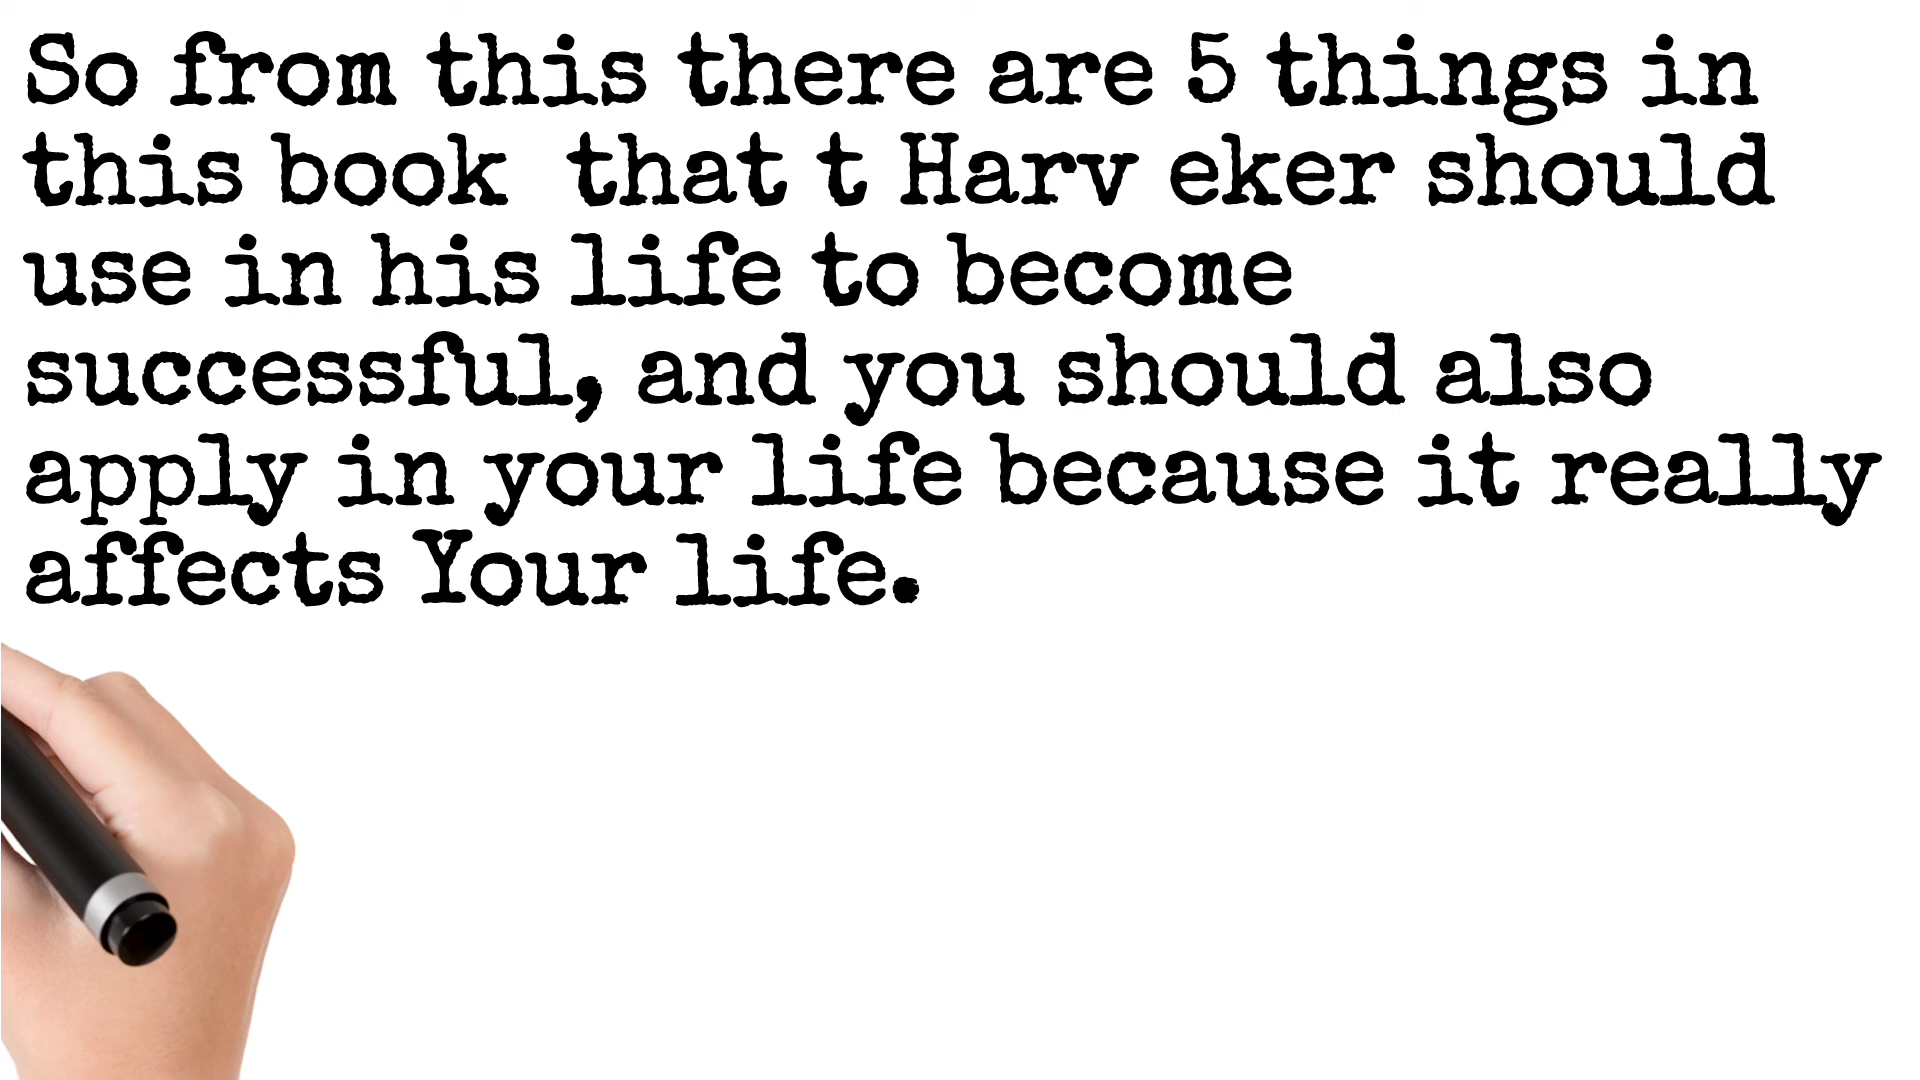 So from this there are 5 things in
this book  that t Harv eker should
use in his life to become
successful, and you should also
apply in your life because it really
affects Your life.